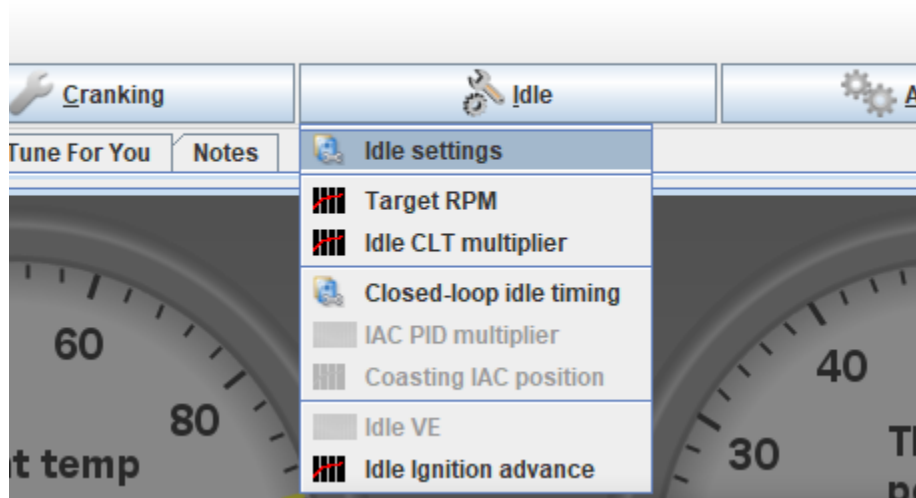 Cranking
Idle
A
Tune For You
Notes
Idle settings
Target RPM
Idle CLT multiplier
Closed-loop idle timing
IAC PID multiplier
Coasting IAC position
Idle VE
Idle Ignition advance
60
80
t temp
40
30